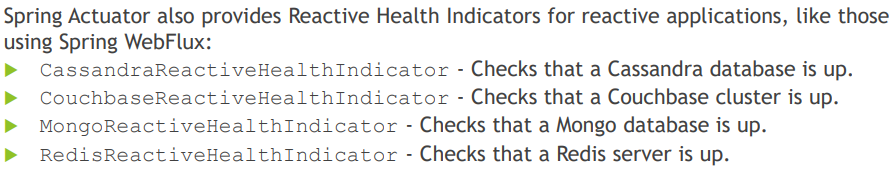 Spring Actuator also provides Reactive Health Indicators for reactive applications, like those
using Spring WebFlux:
CassandraReactiveHealthIndicator - Checks that a Cassandra database is up.
CouchbaseReactiveHealthIndicator - Checks that a Couchbase cluster is up.
MongoReactiveHealthIndicator - Checks that a Mongo database is up.
RedisReactiveHealthIndicator - Checks that a Redis server is up.